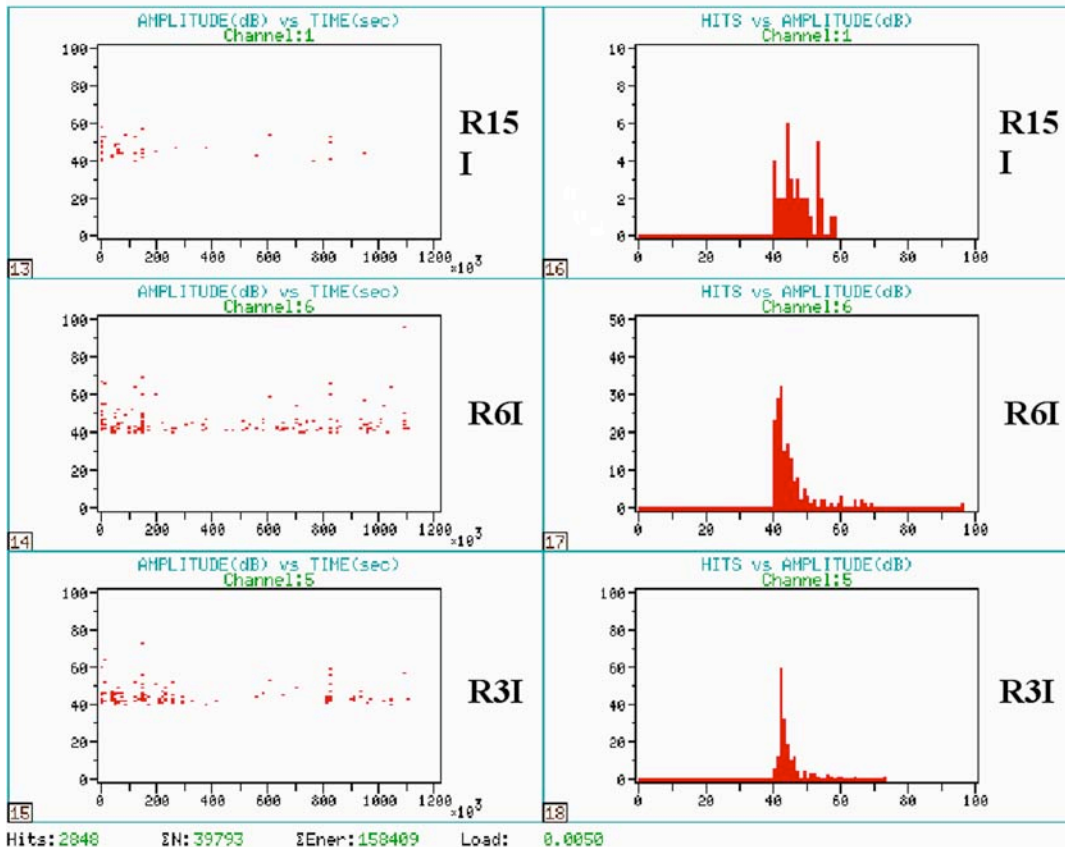 AMPLITUDE(dB) vs TIME(sec)
Channel:1
100
80
60
40
20
0
0 200 400 600 800 1000 1200
×10³
13
R15
I
HITS vs AMPLITUDE(dB)
Channel:1
10
8
6
4
2
0
0 20 40 60 80 100
16
R15
I
AMPLITUDE(dB) vs TIME(sec)
Channel:6
100
80
60
40
20
0
0 200 400 600 800 1000 1200
×10³
14
R6I
HITS vs AMPLITUDE(dB)
Channel:6
50
40
30
20
10
0
0 20 40 60 80 100
17
R6I
AMPLITUDE(dB) vs TIME(sec)
Channel:5
100
80
60
40
20
0
0 200 400 600 800 1000 1200
×10³
15
R3I
HITS vs AMPLITUDE(dB)
Channel:5
100
80
60
40
20
0
0 20 40 60 80 100
18
R3I
Hits:2848 ΣN:39793 ΣEner:158409 Load: 0.0050